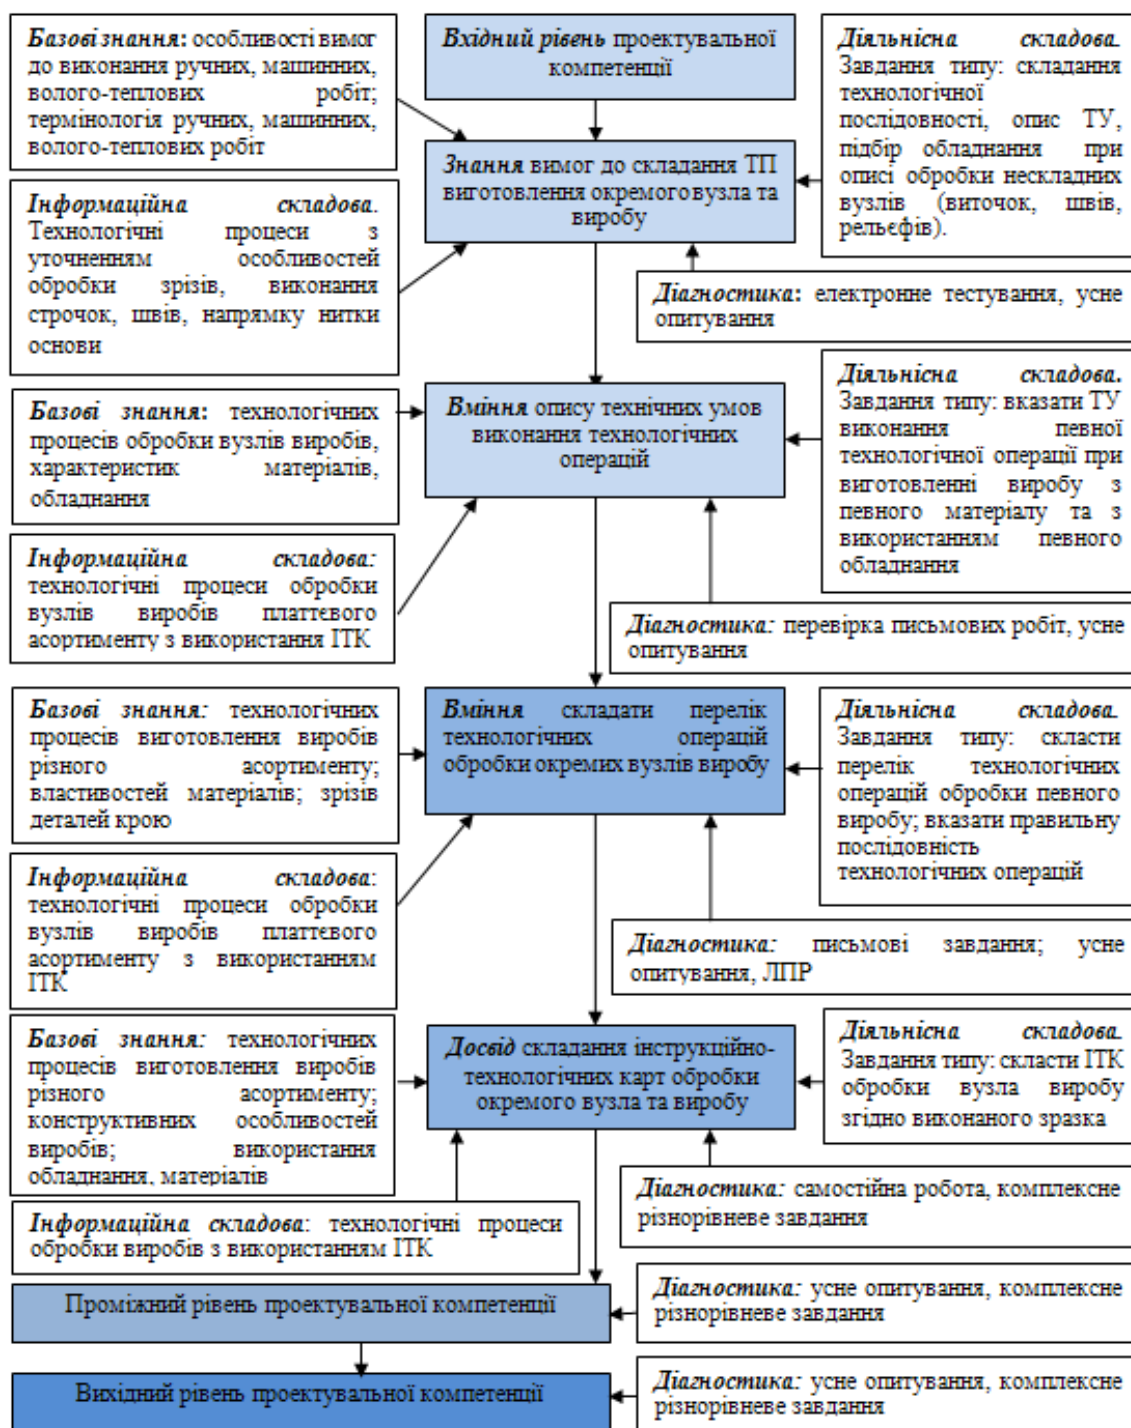 Базові знання: особливості вимог
до виконання ручних, машинних,
волого-теплових робіт;
термінологія ручних, машинних,
волого-теплових робіт
Вхідний рівень проектувальної
компетенції
Діяльнісна складова.
Завдання типу: складання
технологічної
послідовності, опис ТУ,
підбір обладнання при
описі обробки нескладних
вузлів (виточок, швів,
рельєфів).
Знання вимог до складання ТП
виготовлення окремого вузла та
виробу
Інформаційна складова.
Технологічні процеси з
уточненням особливостей
обробки зрізів, виконання
строчок, швів, напрямку нитки
основи
Діагностика: електронне тестування, усне
опитування
Базові знання: технологічних
процесів обробки вузлів виробів,
характеристик матеріалів,
обладнання
Вміння опису технічних умов
виконання технологічних
операцій
Діяльнісна складова.
Завдання типу: вказати ТУ
виконання певної
технологічної операції при
виготовленні виробу з
певного матеріалу та з
використанням певного
обладнання
Інформаційна складова:
технологічні процеси обробки
вузлів виробів платтєвого
асортименту з використання ІТК
Діагностика: перевірка письмових робіт, усне
опитування
Базові знання: технологічних
процесів виготовлення виробів
різного асортименту;
властивостей матеріалів; зрізів
деталей крою
Вміння складати перелік
технологічних операцій
обробки окремих вузлів виробу
Діяльнісна складова.
Завдання типу: скласти
перелік технологічних
операцій обробки певного
виробу; вказати правильну
послідовність
технологічних операцій
Інформаційна складова:
технологічні процеси обробки
вузлів виробів платтєвого
асортименту з використанням
ІТК
Діагностика: письмові завдання; усне
опитування, ЛПР
Базові знання: технологічних
процесів виготовлення виробів
різного асортименту;
конструктивних особливостей
виробів; використання
обладнання, матеріалів
Досвід складання інструкційно-
технологічних карт обробки
окремого вузла та виробу
Діяльнісна складова.
Завдання типу: скласти ІТК
обробки вузла виробу
згідно виконаного зразка
Діагностика: самостійна робота, комплексне
різнорівневе завдання
Інформаційна складова: технологічні процеси
обробки виробів з використанням ІТК
Проміжний рівень проектувальної компетенції
Діагностика: усне опитування, комплексне
різнорівневе завдання
Вихідний рівень проектувальної компетенції
Діагностика: усне опитування, комплексне
різнорівневе завдання